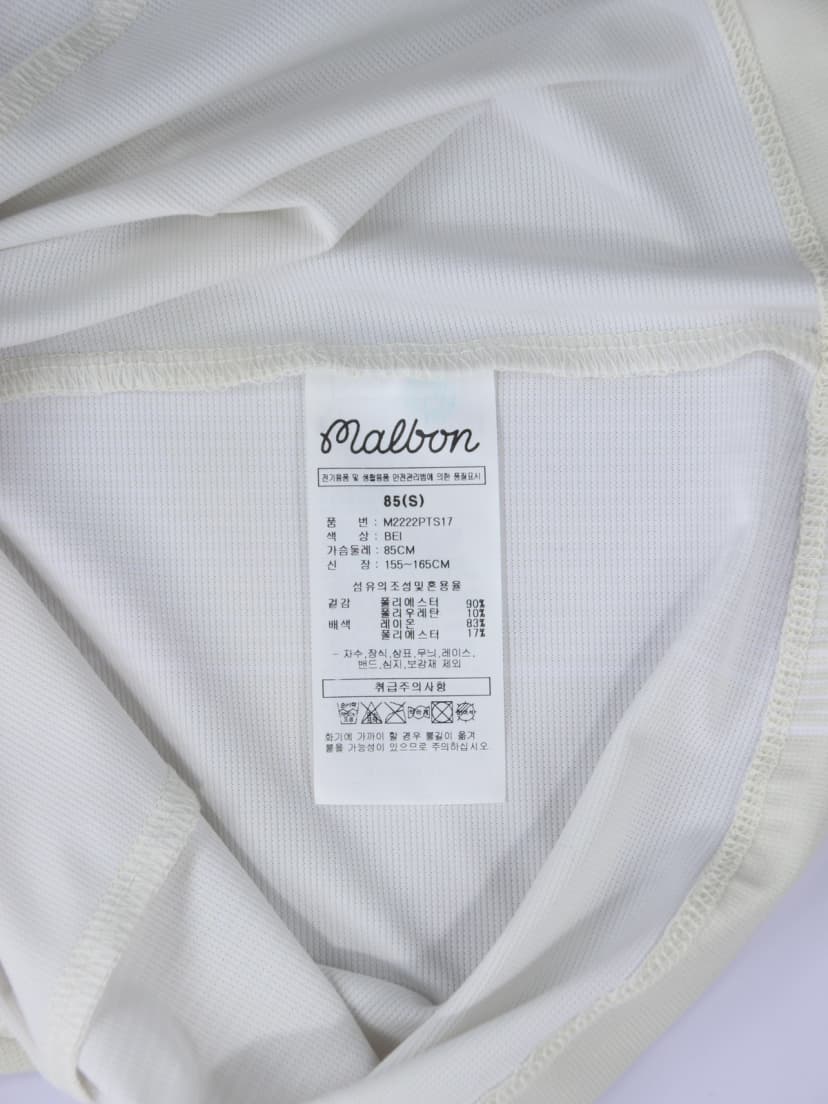 malbon
전기용품 및 생활용품 안전관리법에 의한 품질표시
85(S)
품 번 : M2222PTS17
색 상 : BEI
가슴둘레 : 85CM
신 장 : 155~165CM
섬유의조성및혼용율
겉감 폴리에스터 90%
폴리우레탄 10%
배색 레이온 83%
폴리에스터 17%
- 자수,장식,상표,무늬,레이스,
밴드,심지,보강재 제외
취급주의사항
화기에 가까이 할 경우 불길이 옮겨
붙을 가능성이 있으므로 주의하십시오.